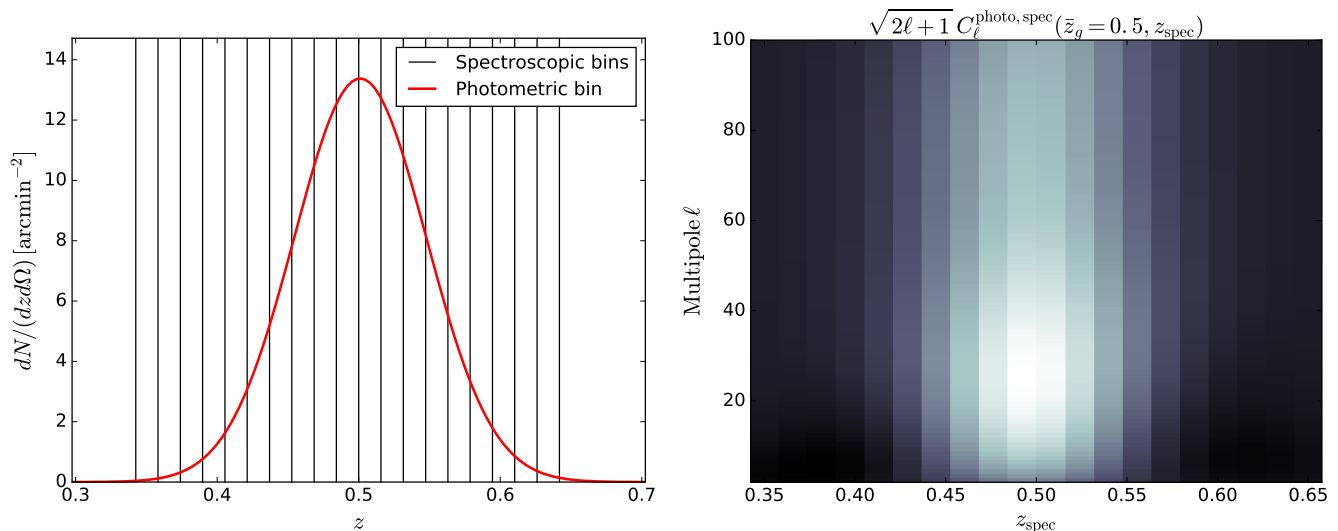 14
12
10
8
6
4
2
0
dN/(dzdΩ) [arcmin⁻²]
Spectroscopic bins
Photometric bin
0.3 0.4 0.5 0.6 0.7
z
√2ℓ+1 C_ℓ^photo,spec(z̄_g=0.5, z_spec)
100
80
60
40
20
Multipole ℓ
0.35 0.40 0.45 0.50 0.55 0.60 0.65
z_spec